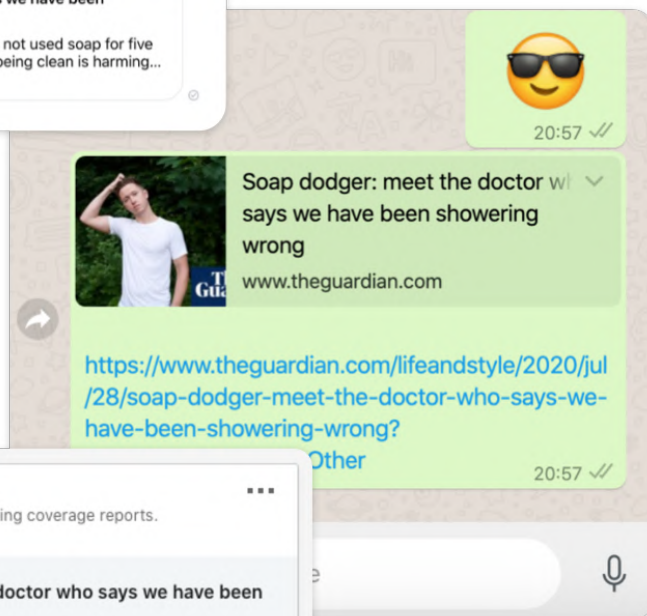 s we have been
not used soap for five
being clean is harming...
20:57
Soap dodger: meet the doctor
says we have been showering
wrong
www.theguardian.com
https://www.theguardian.com/lifeandstyle/2020/jul
/28/soap-dodger-meet-the-doctor-who-says-we-
have-been-showering-wrong?
Other
20:57
ing coverage reports.
doctor who says we have been